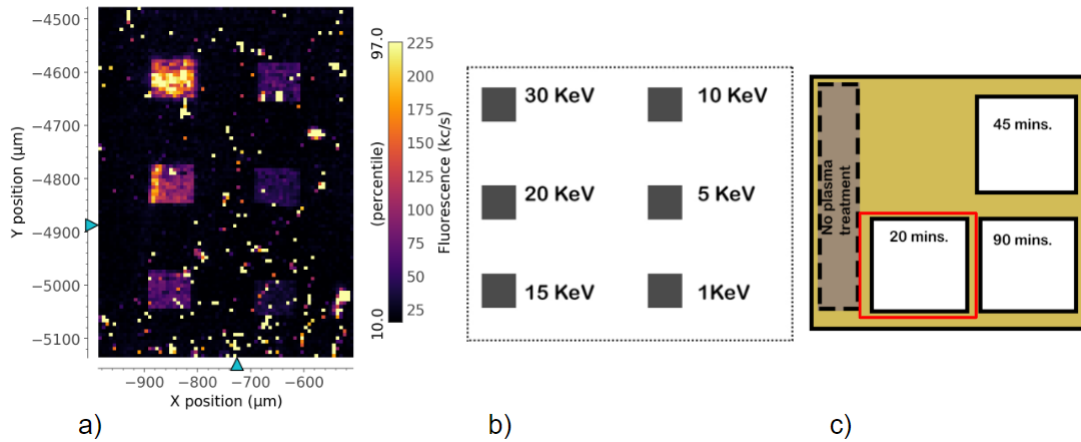 −4500
−4600
−4700
−4800
−4900
−5000
−5100
Y position (μm)
−900
−800
−700
−600
X position (μm)
97.0
(percentile)
10.0
225
200
175
150
125
100
75
50
25
Fluorescence (kc/s)
a)
30 KeV
10 KeV
20 KeV
5 KeV
15 KeV
1KeV
b)
No plasma
treatment
45 mins.
20 mins.
90 mins.
c)